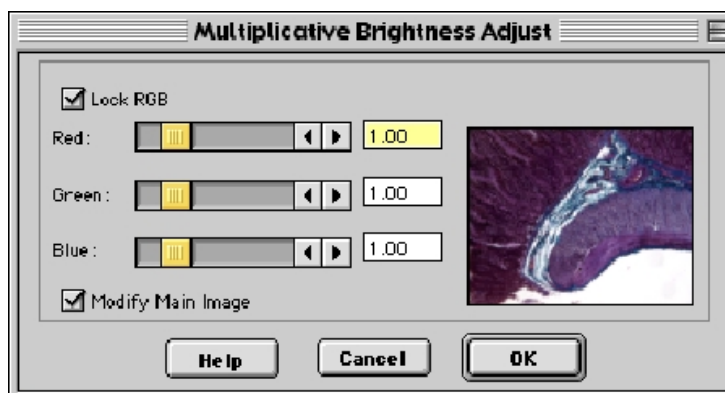 Multiplicative Brightness Adjust
Lock RGB
Red: 1.00
Green: 1.00
Blue: 1.00
Modify Main Image
Help Cancel OK